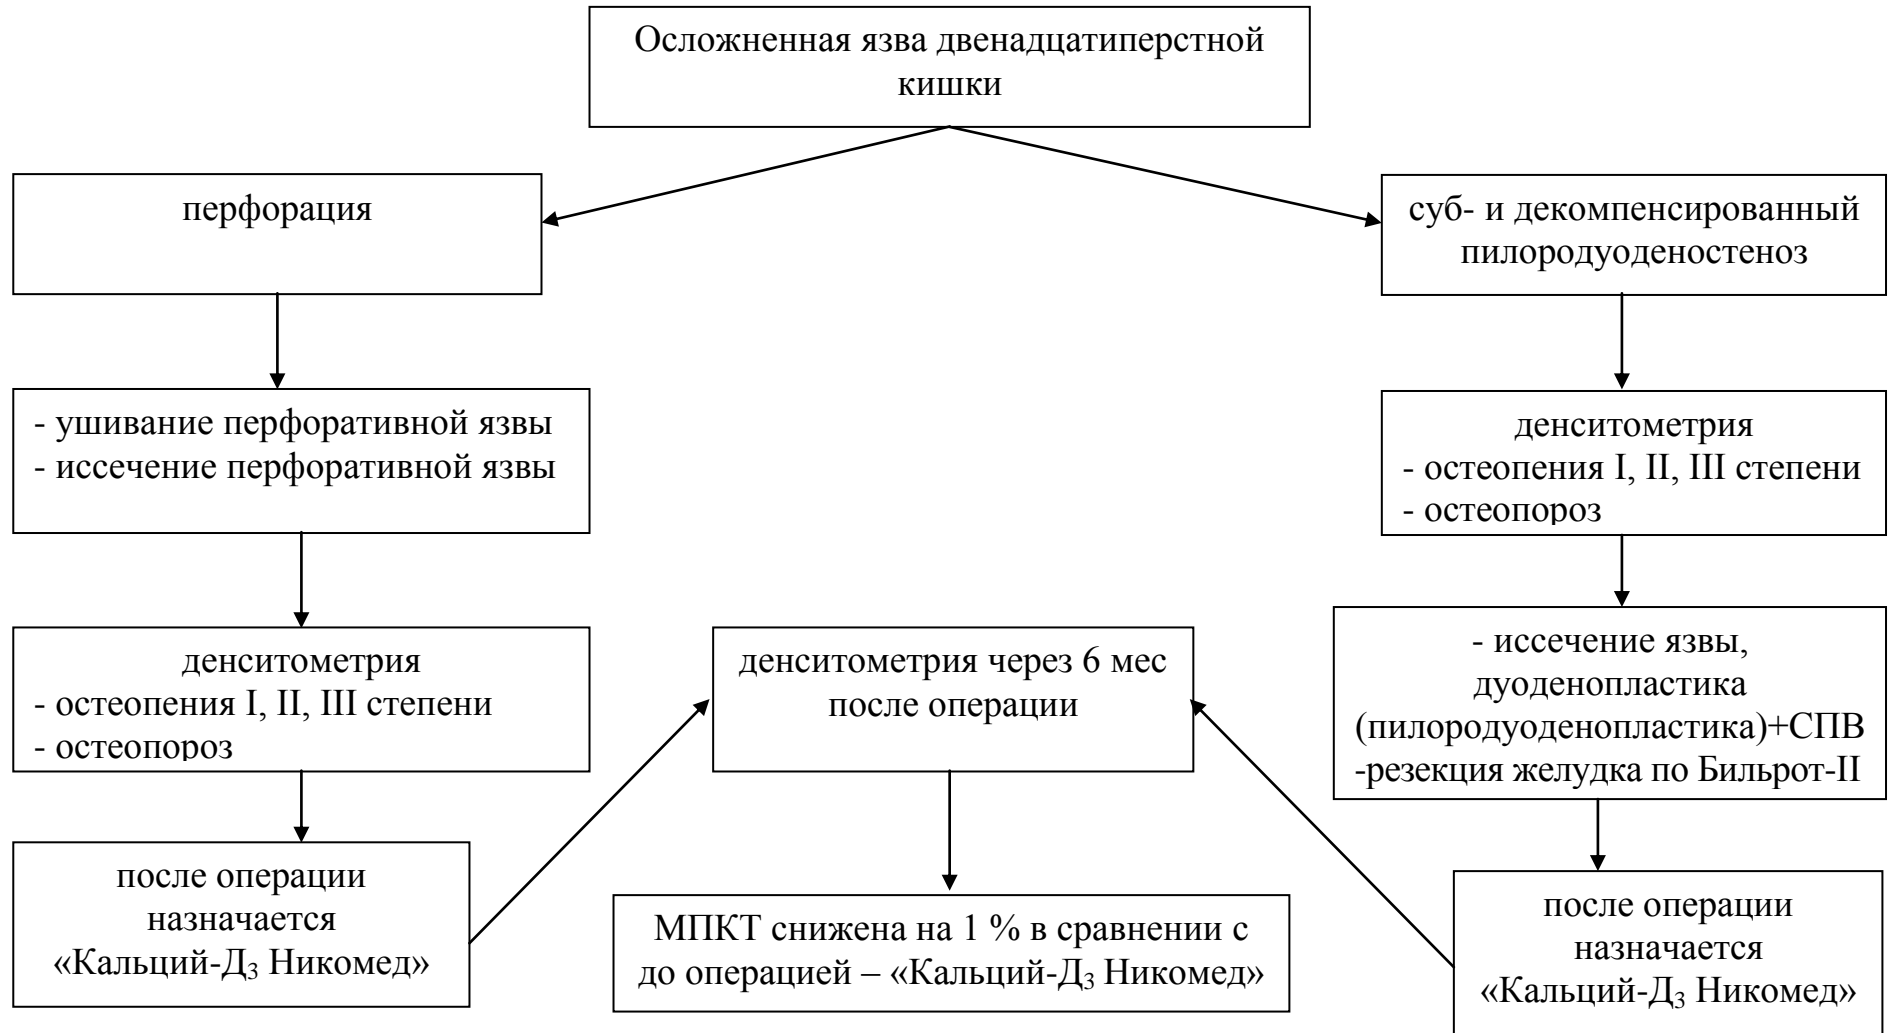 Осложненная язва двенадцатиперстной
кишки
перфорация
суб- и декомпенсированный
пилородуоденостеноз
- ушивание перфоративной язвы
- иссечение перфоративной язвы
денситометрия
- остеопения I, II, III степени
- остеопороз
денситометрия
- остеопения I, II, III степени
- остеопороз
денситометрия через 6 мес
после операции
- иссечение язвы,
дуоденопластика
(пилородуоденопластика)+СПВ
-резекция желудка по Бильрот-II
после операции
назначается
«Кальций-Д₃ Никомед»
МПКТ снижена на 1 % в сравнении с
до операцией – «Кальций-Д₃ Никомед»
после операции
назначается
«Кальций-Д₃ Никомед»